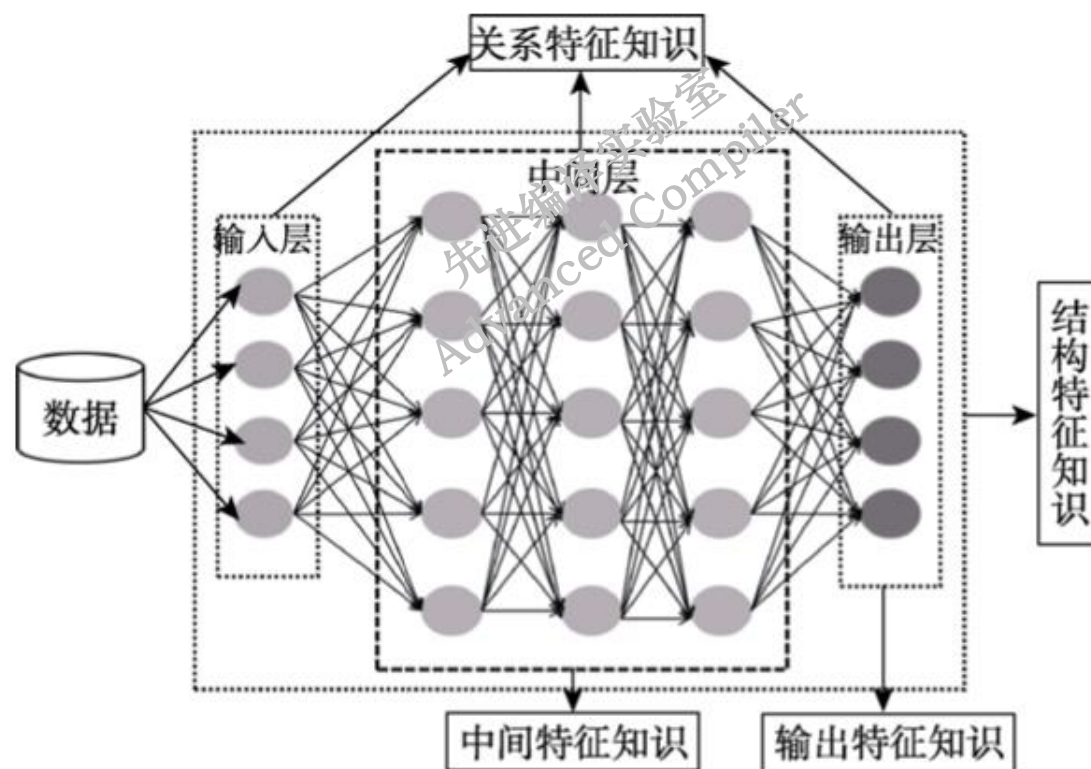 关系特征知识
中间层
先进编译实验室
Advanced Compiler
输入层
输出层
数据
结构特征知识
中间特征知识
输出特征知识